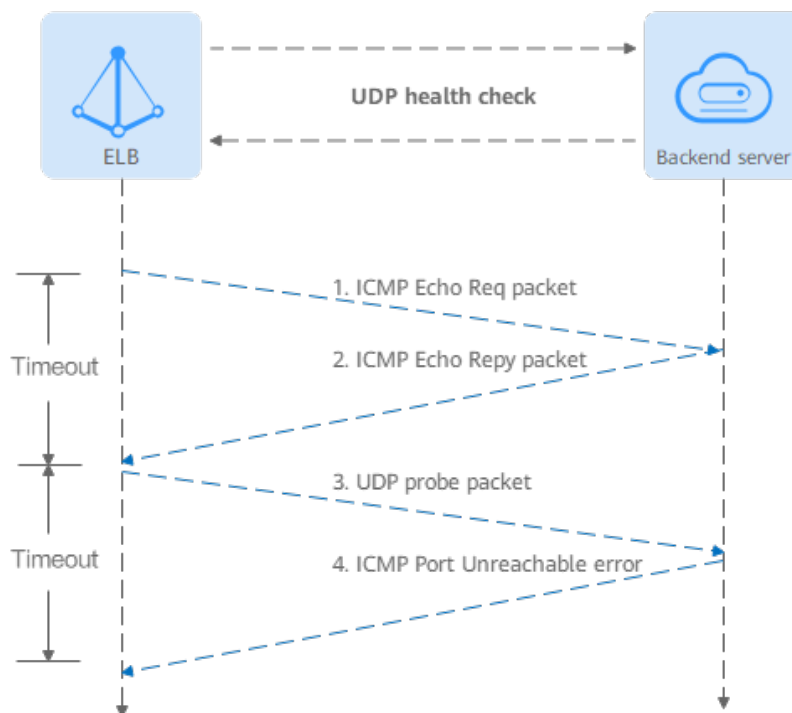 UDP health check
ELB
Backend server
1. ICMP Echo Req packet
Timeout
2. ICMP Echo Repy packet
3. UDP probe packet
Timeout
4. ICMP Port Unreachable error